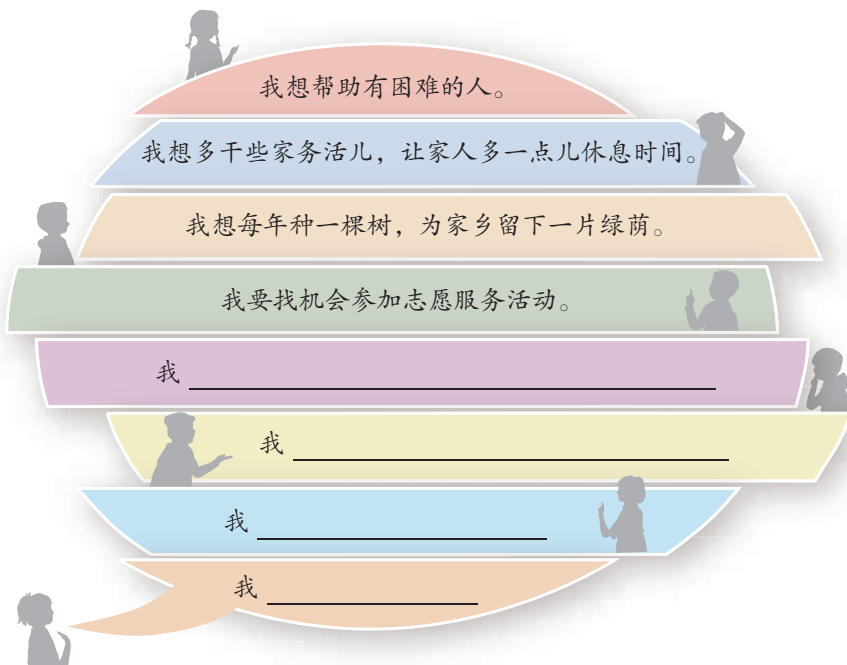 我想帮助有困难的人。
我想多干些家务活儿，让家人多一点儿休息时间。
我想每年种一棵树，为家乡留下一片绿荫。
我要找机会参加志愿服务活动。
我
我
我
我